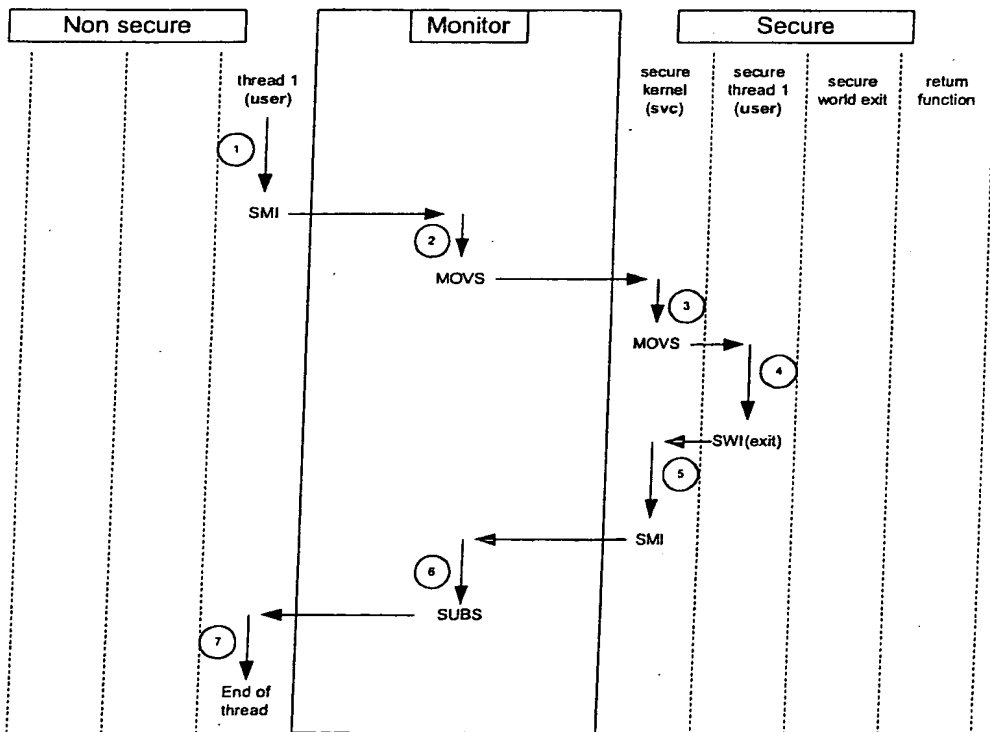 Non secure
Monitor
Secure
thread 1
(user)
secure
kernel
(svc)
secure
thread 1
(user)
secure
world exit
return
function
1
SMI
2
MOVS
3
MOVS
4
SWI(exit)
5
SMI
6
SUBS
7
End of
thread